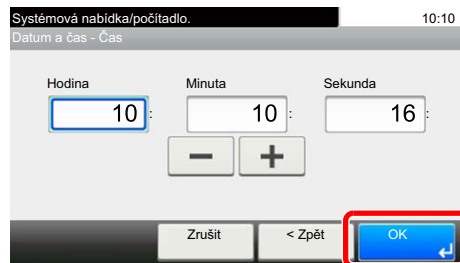 Systémová nabídka/počítadlo. 10:10
Datum a čas - Čas
Hodina Minuta Sekunda
10 : 10 : 16 :
− +
Zrušit < Zpět OK